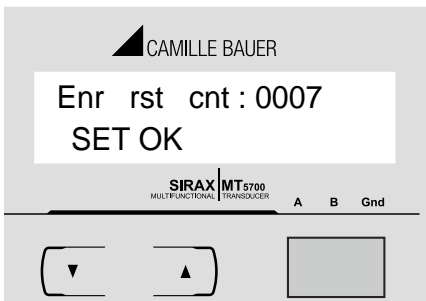 CAMILLE BAUER
Enr rst cnt : 0007
SET OK
SIRAX MT5700
MULTIFUNCTIONAL TRANSDUCER
A B Gnd